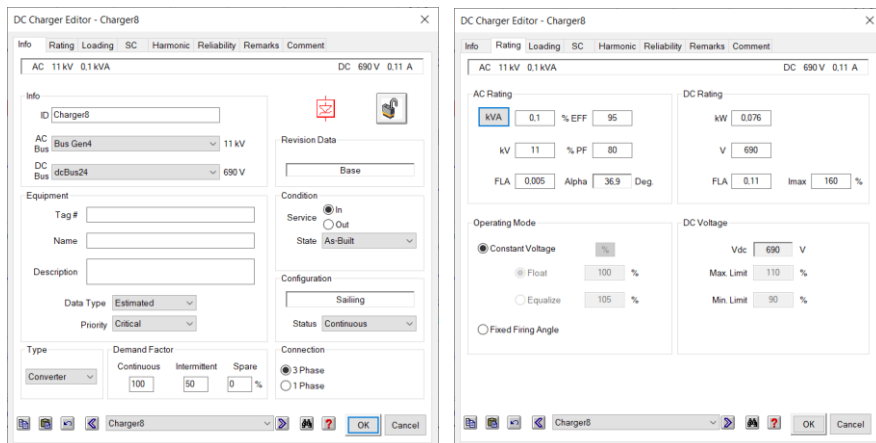 DC Charger Editor - Charger8
Info Rating Loading SC Harmonic Reliability Remarks Comment
AC 11 kV 0,1 kVA DC 690 V 0,11 A
Info
ID Charger8
AC Bus Bus Gen4 11 kV
DC Bus dcBus24 690 V
Revision Data
Base
Equipment
Tag #
Name
Description
Data Type Estimated
Priority Critical
Condition
Service In
Out
State As-Built
Configuration
Sailiing
Status Continuous
Type
Converter
Demand Factor
Continuous Intermittent Spare
100 50 0 %
Connection
3 Phase
1 Phase
Charger8
? OK Cancel
DC Charger Editor - Charger8
Info Rating Loading SC Harmonic Reliability Remarks Comment
AC 11 kV 0,1 kVA DC 690 V 0,11 A
AC Rating
kVA 0,1 % EFF 95
kV 11 % PF 80
FLA 0,005 Alpha 36,9 Deg.
DC Rating
kW 0,076
V 690
FLA 0,11 Imax 160 %
Operating Mode
Constant Voltage %
Float 100 %
Equalize 105 %
Fixed Firing Angle
DC Voltage
Vdc 690 V
Max. Limit 110 %
Min. Limit 90 %
Charger8
? OK Cancel